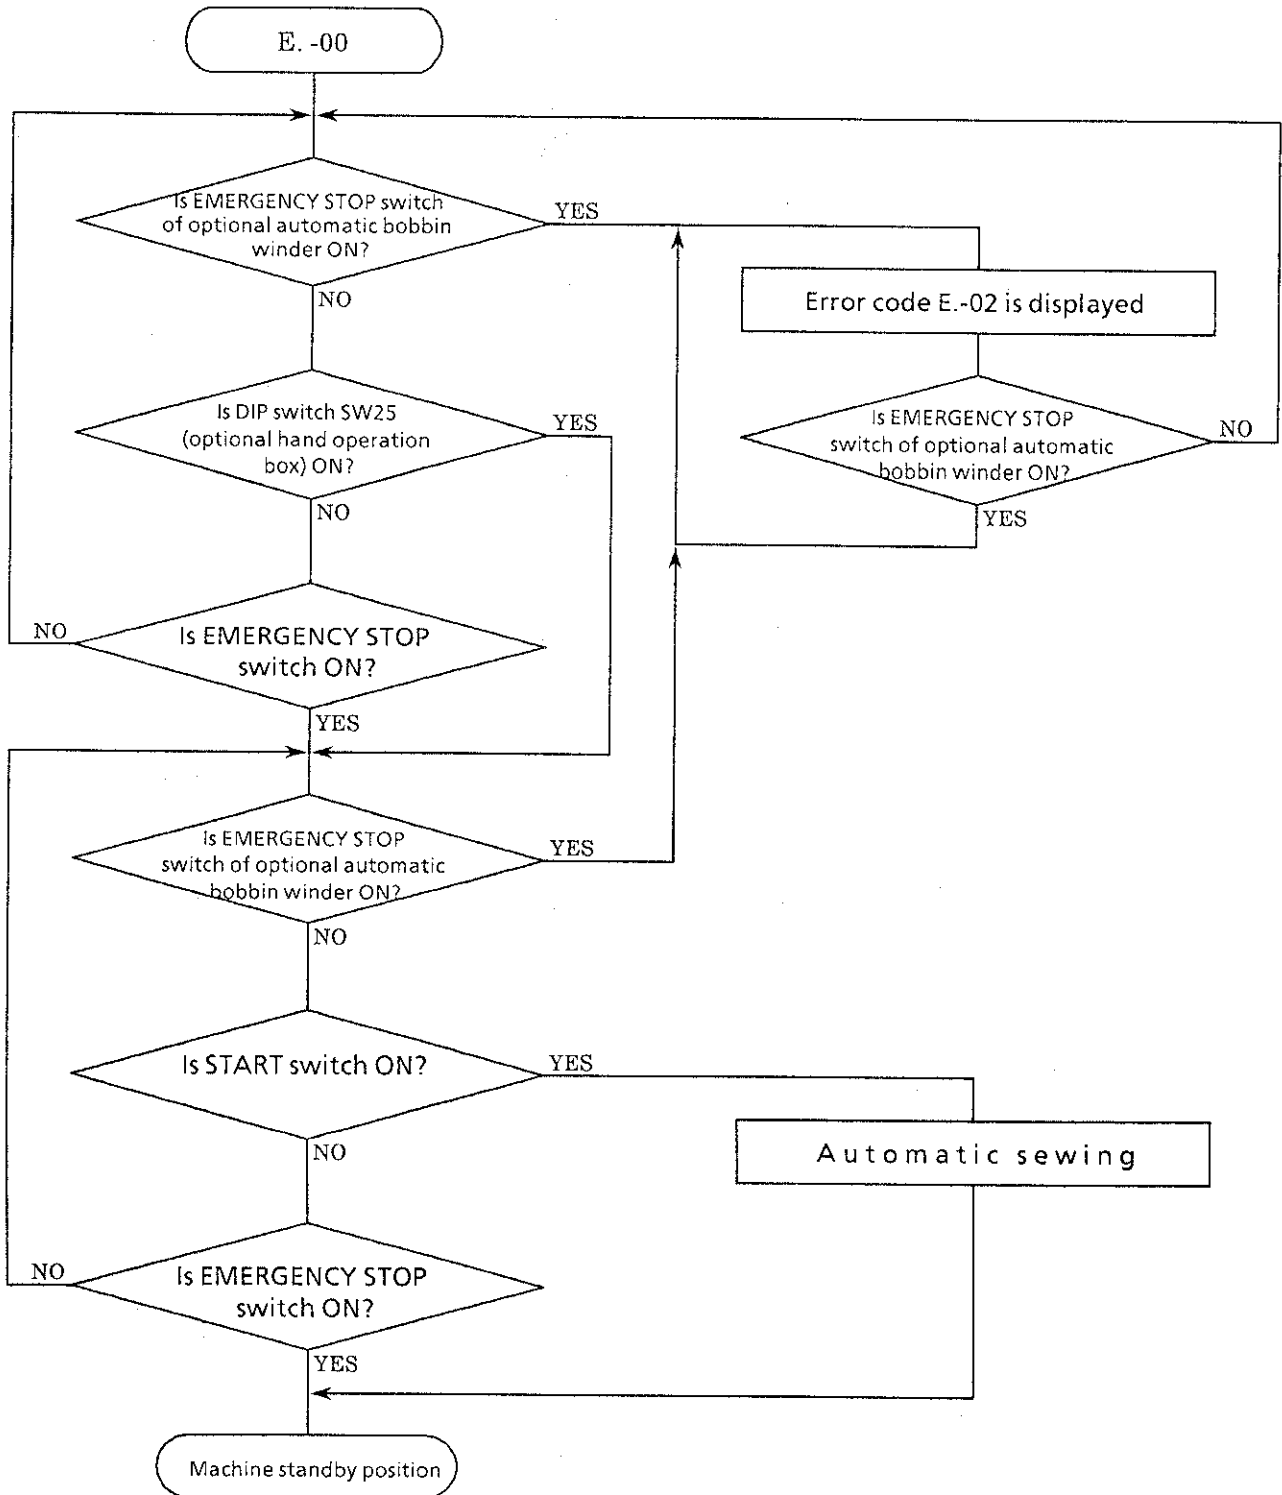 E. -00
Is EMERGENCY STOP switch
of optional automatic bobbin
winder ON?
YES
NO
Error code E.-02 is displayed
Is DIP switch SW25
(optional hand operation
box) ON?
YES
NO
Is EMERGENCY STOP
switch of optional automatic
bobbin winder ON?
NO
YES
Is EMERGENCY STOP
switch ON?
NO
YES
Is EMERGENCY STOP
switch of optional automatic
bobbin winder ON?
YES
NO
Is START switch ON?
YES
NO
Automatic sewing
Is EMERGENCY STOP
switch ON?
NO
YES
Machine standby position